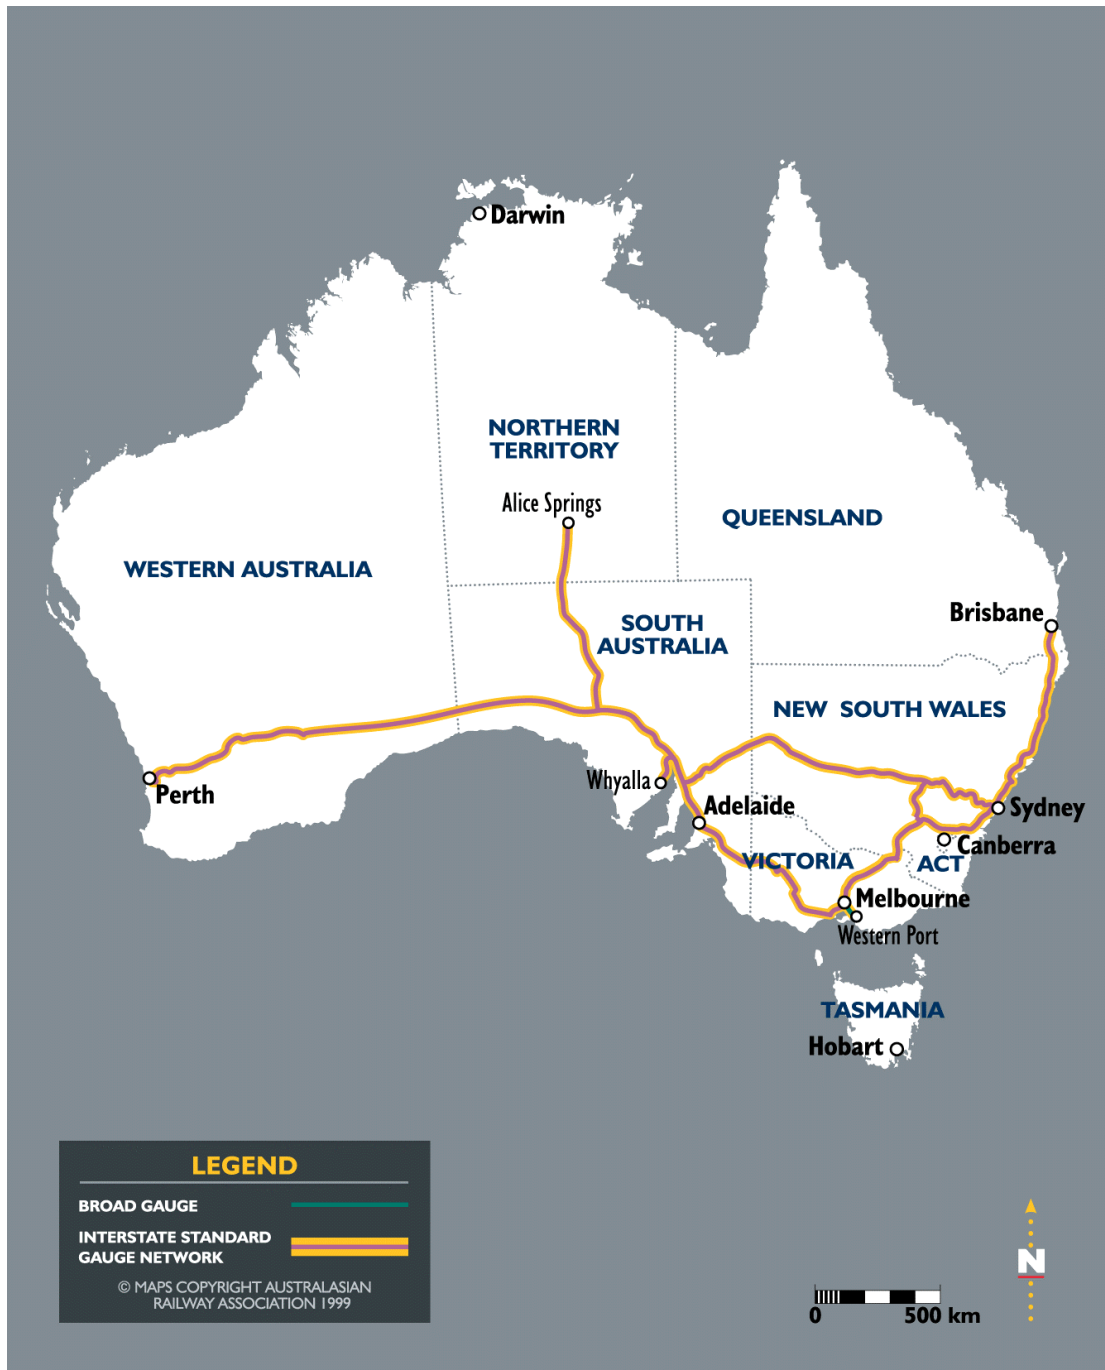 Darwin
NORTHERN
TERRITORY
Alice Springs
QUEENSLAND
WESTERN AUSTRALIA
Brisbane
SOUTH
AUSTRALIA
NEW SOUTH WALES
Whyalla
Perth
Adelaide
Sydney
Canberra
VICTORIA
ACT
Melbourne
Western Port
TASMANIA
Hobart
LEGEND
BROAD GAUGE
INTERSTATE STANDARD
GAUGE NETWORK
© MAPS COPYRIGHT AUSTRALASIAN
RAILWAY ASSOCIATION 1999
N
0 500 km